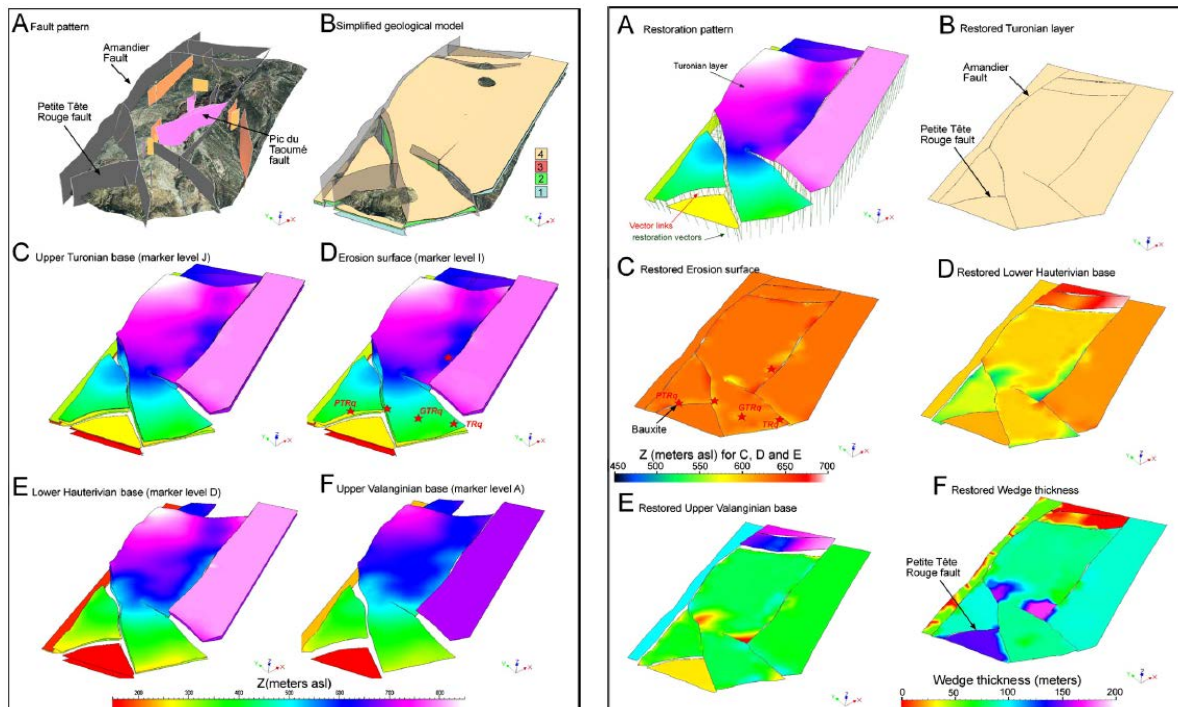 A Fault pattern
Amandier
Fault
Petite Tête
Rouge fault
Pic du
Taoumé
fault
B Simplified geological model
4
3
2
1
C Upper Turonian base (marker level J)
D Erosion surface (marker level I)
PTRq
GTRq
TRq
E Lower Hauterivian base (marker level D)
F Upper Valanginian base (marker level A)
Z(meters asl)
A Restoration pattern
Turonian layer
Vector links
restoration vectors
B Restored Turonian layer
Amandier
Fault
Petite Tête
Rouge fault
C Restored Erosion surface
PTRq
GTRq
TRq
Bauxite
Z (meters asl) for C, D and E
450 500 550 600 650 700
D Restored Lower Hauterivian base
E Restored Upper Valanginian base
F Restored Wedge thickness
Petite Tête
Rouge fault
Wedge thickness (meters)
0 50 100 150 200